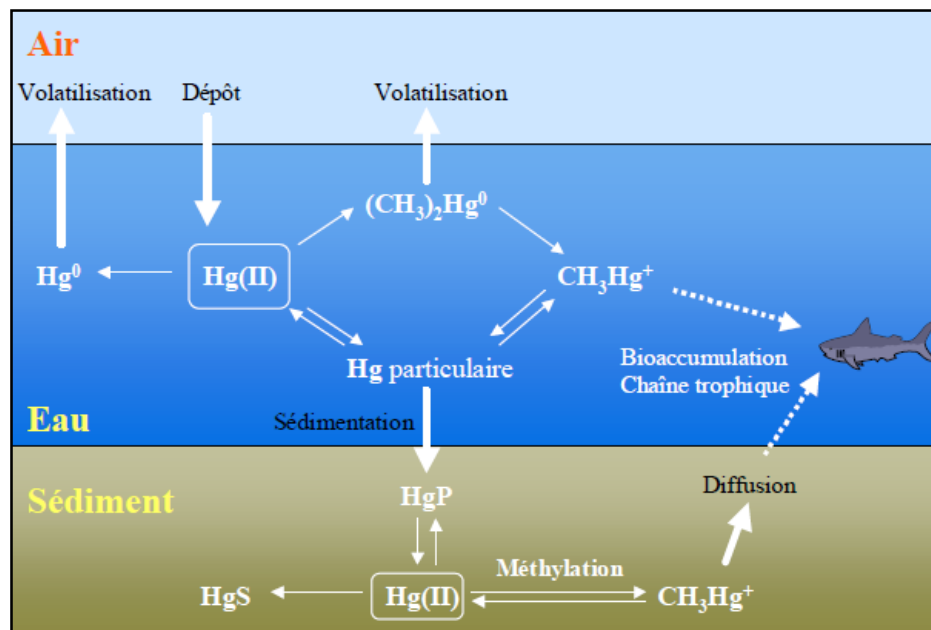 Air
Volatilisation
Dépôt
Volatilisation
(CH₃)₂Hg⁰
Hg⁰
Hg(II)
CH₃Hg⁺
Hg particulaire
Bioaccumulation
Chaîne trophique
Eau
Sédimentation
Sédiment
HgP
Diffusion
Méthylation
HgS
Hg(II)
CH₃Hg⁺